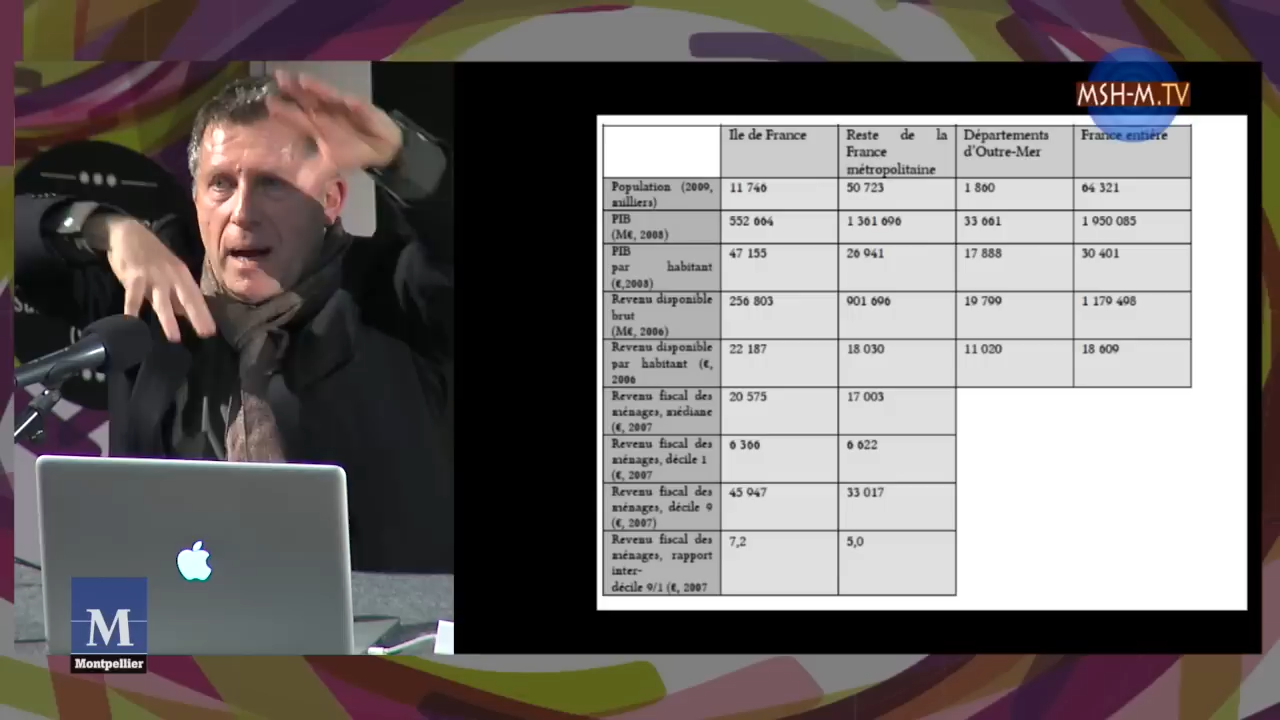 MSH-M.TV
Ile de France
Reste de la
France
métropolitaine
Départements
d'Outre-Mer
France entière
Population (2009,
milliers)
11 746
50 723
1 860
64 321
PIB
(M€, 2008)
552 664
1 361 696
33 661
1 950 085
PIB
par habitant
(€,2008)
47 155
26 941
17 888
30 401
Revenu disponible
brut
(M€, 2006)
256 803
901 696
19 799
1 179 498
Revenu disponible
par habitant (€,
2006
22 187
18 030
11 020
18 609
Revenu fiscal des
ménages, médiane
(€, 2007
20 575
17 003
Revenu fiscal des
ménages, décile 1
(€, 2007
6 366
6 622
Revenu fiscal des
ménages, décile 9
(€, 2007)
45 947
33 017
Revenu fiscal des
ménages, rapport
inter-
décile 9/1 (€, 2007
7,2
5,0
M
Montpellier